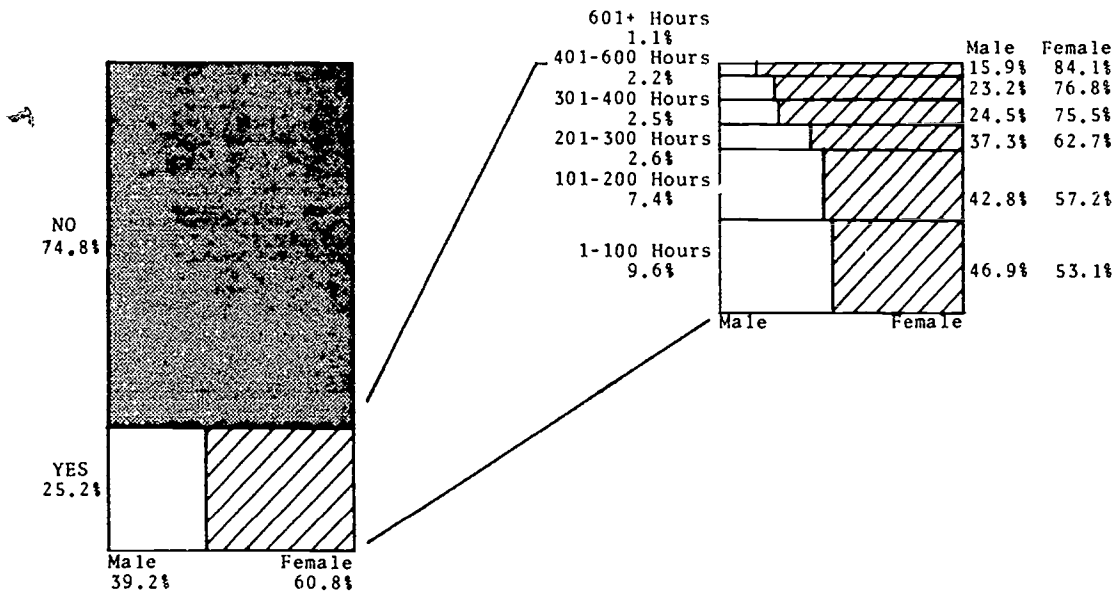 601+ Hours
1.1%
401-600 Hours
2.2%
301-400 Hours
2.5%
201-300 Hours
2.6%
101-200 Hours
7.4%
1-100 Hours
9.6%
Male Female
15.9% 84.1%
23.2% 76.8%
24.5% 75.5%
37.3% 62.7%
42.8% 57.2%
46.9% 53.1%
Male Female
NO
74.8%
YES
25.2%
Male Female
39.2% 60.8%